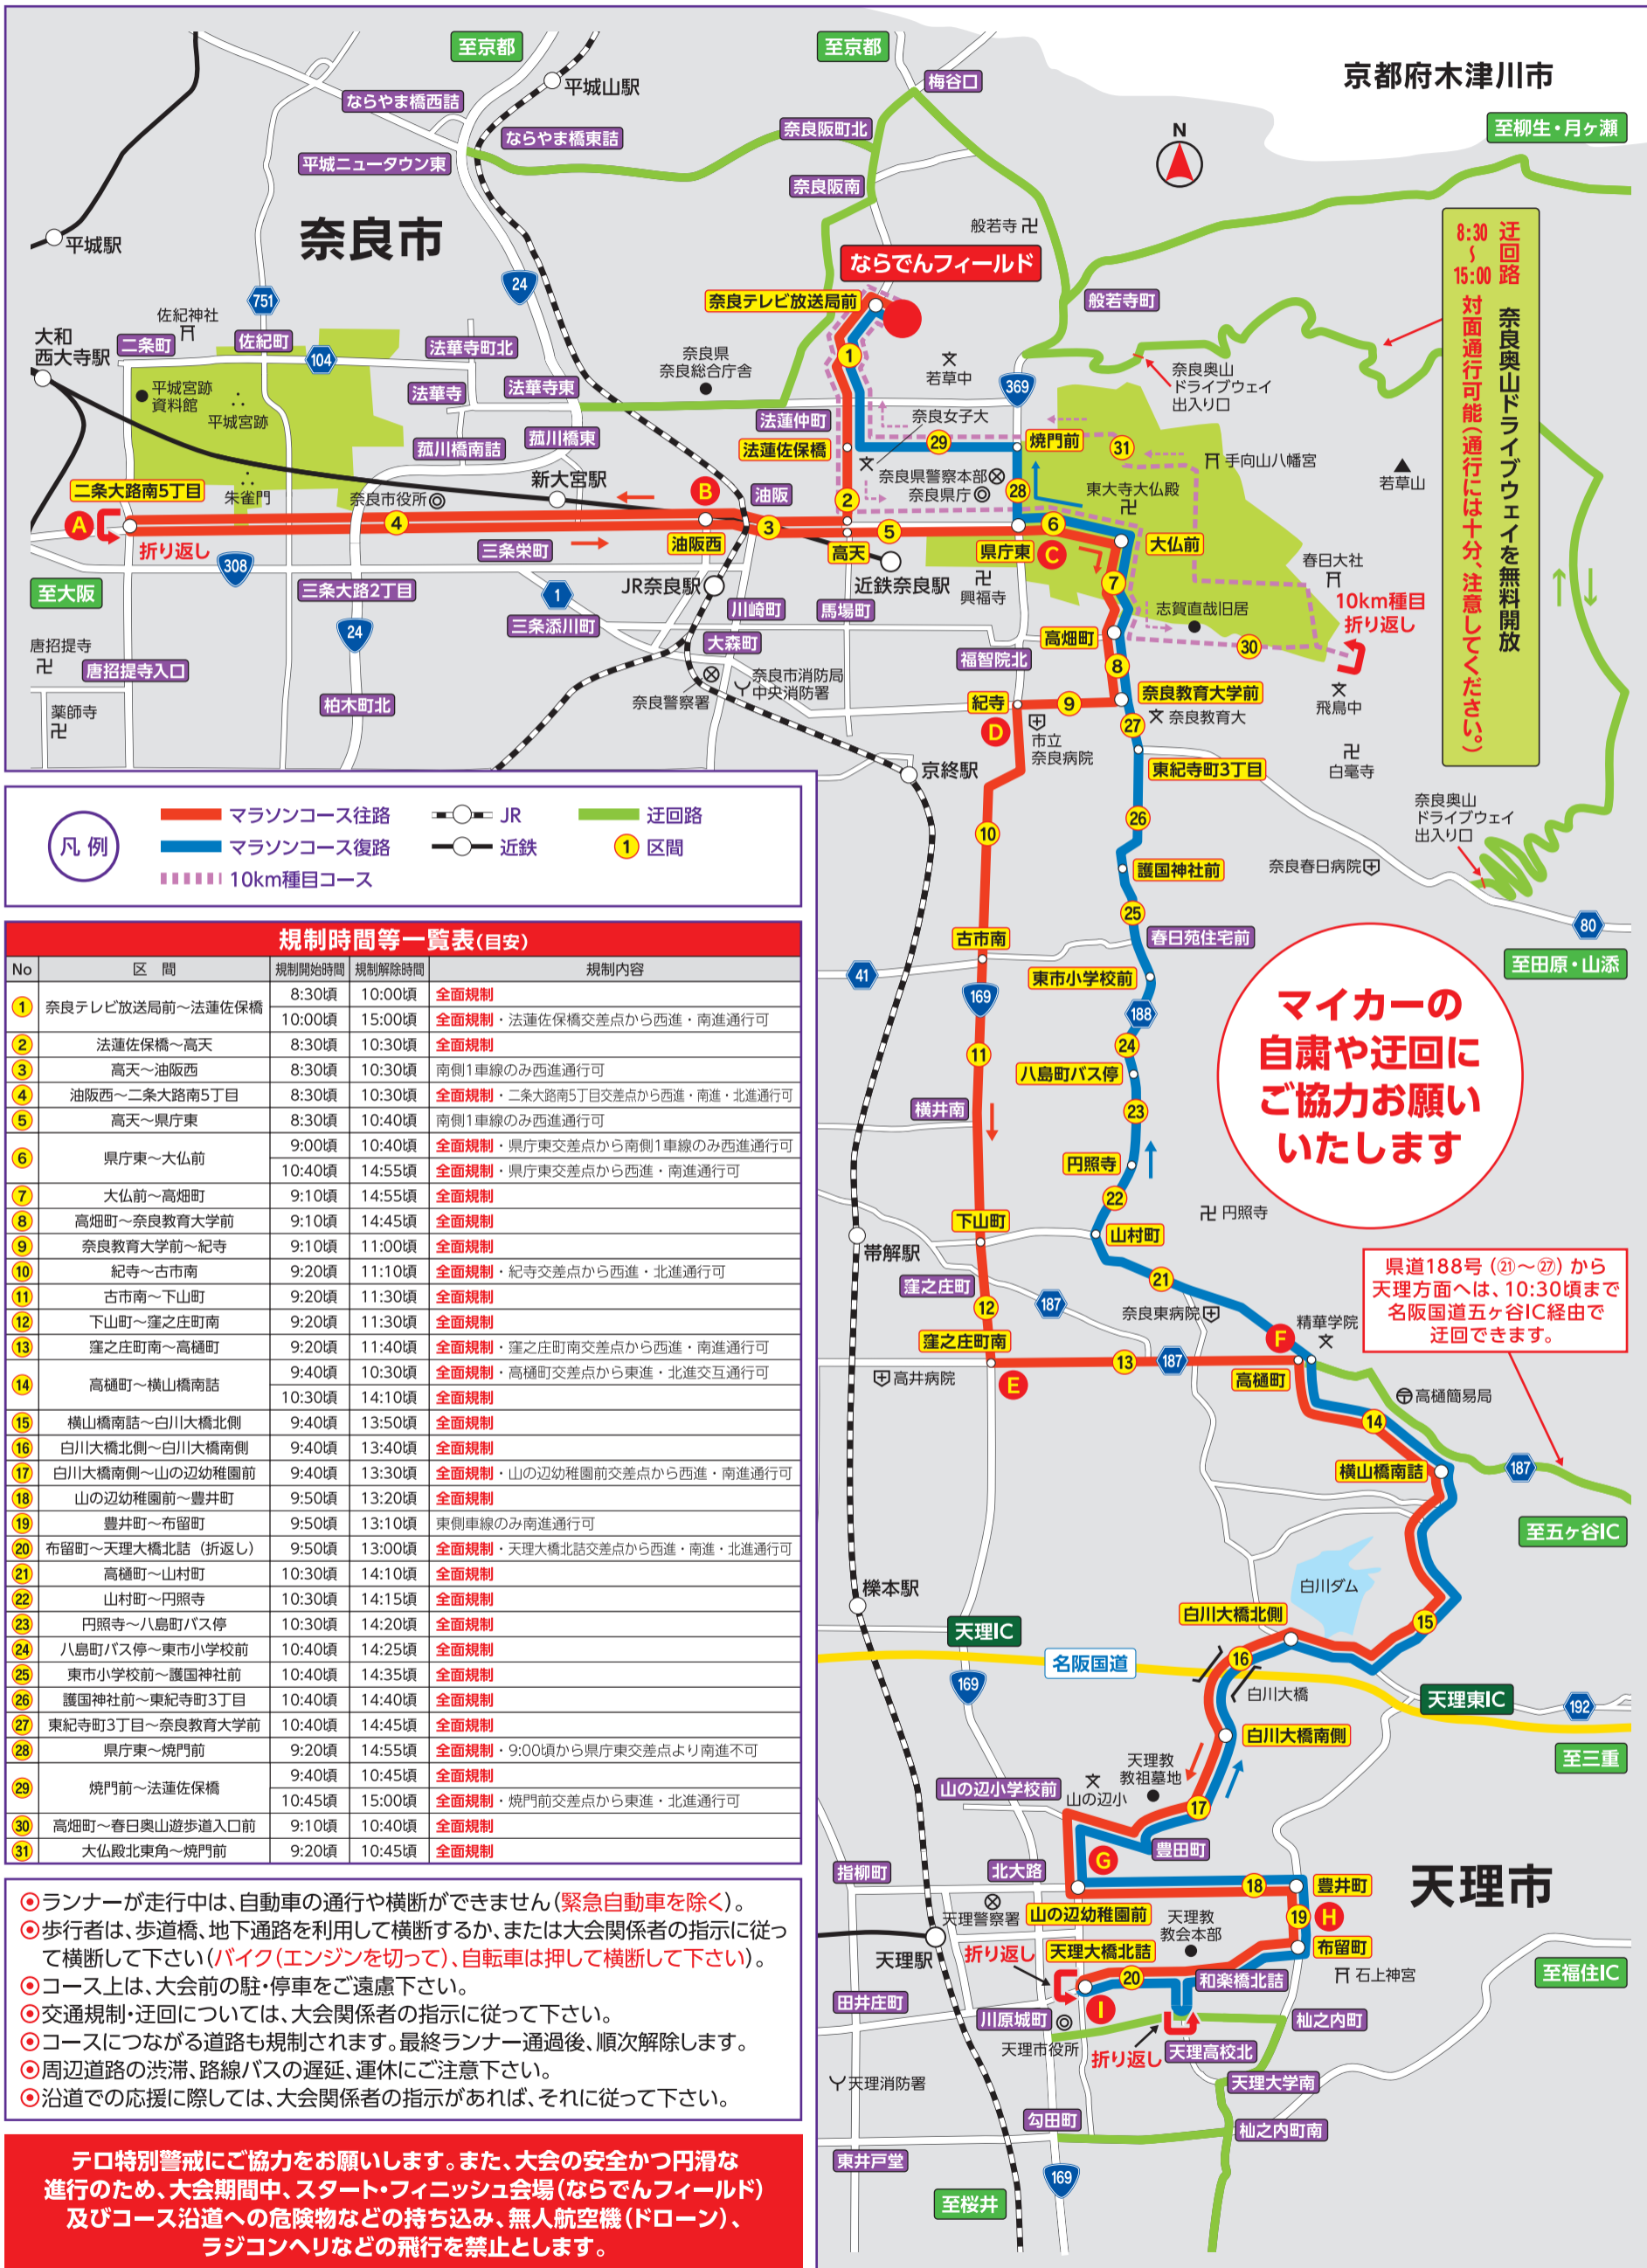 至京都
至京都
京都府木津川市
平城山駅
梅谷口
ならやま橋西詰
奈良阪町北
至柳生・月ヶ瀬
ならやま橋東詰
N
平城ニュータウン東
奈良阪南
奈良市
般若寺
平城駅
ならでんフィールド
24
奈良テレビ放送局前
般若寺町
751
佐紀神社
大和
西大寺駅
二条町
佐紀町
104
法華寺町北
奈良県
奈良総合庁舎
1
若草中
369
奈良奥山
ドライブウェイ
出入り口
平城宮跡
資料館
平城宮跡
法華寺
法華寺東
法蓮仲町
奈良女子大
菰川橋南詰
菰川橋東
法蓮佐保橋
29
焼門前
31
手向山八幡宮
新大宮駅
奈良県警察本部
奈良県庁
28
東大寺大仏殿
若草山
二条大路南5丁目
朱雀門
奈良市役所
B
油阪
2
A
4
3
5
6
折り返し
油阪西
高天
県庁東
C
大仏前
308
三条栄町
近鉄奈良駅
興福寺
7
春日大社
至大阪
三条大路2丁目
1
JR奈良駅
川崎町
馬場町
志賀直哉旧居
10km種目
折り返し
24
三条添川町
大森町
高畑町
30
唐招提寺
唐招提寺入口
福智院北
8
奈良市消防局
中央消防署
奈良警察署
柏木町北
紀寺
9
奈良教育大学前
飛鳥中
薬師寺
D
市立
奈良病院
27
奈良教育大
白毫寺
京終駅
東紀寺町3丁目
迂回路
8:30
〜
15:00
奈良奥山ドライブウェイを無料開放
対面通行可能(通行には十分、注意してください。)
奈良奥山
ドライブウェイ
出入り口
凡例
マラソンコース往路
JR
迂回路
マラソンコース復路
近鉄
1 区間
10km種目コース
10
26
護国神社前
奈良春日病院
25
80
古市南
春日苑住宅前
至田原・山添
41
東市小学校前
169
188
24
11
八島町バス停
横井南
23
円照寺
22
円照寺
下山町
山村町
帯解駅
21
窪之庄町
12
187
奈良東病院
F
精華学院
窪之庄町南
13
187
高井病院
E
高樋町
高樋簡易局
14
横山橋南詰
187
至五ヶ谷IC
マイカーの
自粛や迂回に
ご協力お願い
いたします
県道188号(㉑〜㉗)から
天理方面へは、10:30頃まで
名阪国道五ヶ谷IC経由で
迂回できます。
白川ダム
櫟本駅
白川大橋北側
15
天理IC
名阪国道
16
白川大橋
169
天理東IC
192
白川大橋南側
至三重
天理教
教祖墓地
山の辺小学校前
山の辺小
17
豊田町
G
指柳町
北大路
天理市
18
豊井町
天理警察署
山の辺幼稚園前
天理教
教会本部
19
H
天理駅
折り返し
天理大橋北詰
布留町
20
和楽橋北詰
石上神宮
至福住IC
田井庄町
I
川原城町
杣之内町
天理市役所
折り返し
天理高校北
天理消防署
天理大学南
勾田町
杣之内町南
東井戸堂
169
至桜井
規制時間等一覧表(目安)
No 区間 規制開始時間 規制解除時間 規制内容
1 奈良テレビ放送局前〜法蓮佐保橋 8:30頃 10:00頃 全面規制
10:00頃 15:00頃 全面規制・法蓮佐保橋交差点から西進・南進通行可
2 法蓮佐保橋〜高天 8:30頃 10:30頃 全面規制
3 高天〜油阪西 8:30頃 10:30頃 南側1車線のみ西進通行可
4 油阪西〜二条大路南5丁目 8:30頃 10:30頃 全面規制・二条大路南5丁目交差点から西進・南進・北進通行可
5 高天〜県庁東 8:30頃 10:40頃 南側1車線のみ西進通行可
6 県庁東〜大仏前 9:00頃 10:40頃 全面規制・県庁東交差点から南側1車線のみ西進通行可
10:40頃 14:55頃 全面規制・県庁東交差点から西進・南進通行可
7 大仏前〜高畑町 9:10頃 14:55頃 全面規制
8 高畑町〜奈良教育大学前 9:10頃 14:45頃 全面規制
9 奈良教育大学前〜紀寺 9:10頃 11:00頃 全面規制
10 紀寺〜古市南 9:20頃 11:10頃 全面規制・紀寺交差点から西進・北進通行可
11 古市南〜下山町 9:20頃 11:30頃 全面規制
12 下山町〜窪之庄町南 9:20頃 11:30頃 全面規制
13 窪之庄町南〜高樋町 9:20頃 11:40頃 全面規制・窪之庄町南交差点から西進・南進通行可
14 高樋町〜横山橋南詰 9:40頃 10:30頃 全面規制・高樋町交差点から東進・北進交互通行可
10:30頃 14:10頃 全面規制
15 横山橋南詰〜白川大橋北側 9:40頃 13:50頃 全面規制
16 白川大橋北側〜白川大橋南側 9:40頃 13:40頃 全面規制
17 白川大橋南側〜山の辺幼稚園前 9:40頃 13:30頃 全面規制・山の辺幼稚園前交差点から西進・南進通行可
18 山の辺幼稚園前〜豊井町 9:50頃 13:20頃 全面規制
19 豊井町〜布留町 9:50頃 13:10頃 東側車線のみ南進通行可
20 布留町〜天理大橋北詰(折返し) 9:50頃 13:00頃 全面規制・天理大橋北詰交差点から西進・南進・北進通行可
21 高樋町〜山村町 10:30頃 14:10頃 全面規制
22 山村町〜円照寺 10:30頃 14:15頃 全面規制
23 円照寺〜八島町バス停 10:30頃 14:20頃 全面規制
24 八島町バス停〜東市小学校前 10:40頃 14:25頃 全面規制
25 東市小学校前〜護国神社前 10:40頃 14:35頃 全面規制
26 護国神社前〜東紀寺町3丁目 10:40頃 14:40頃 全面規制
27 東紀寺町3丁目〜奈良教育大学前 10:40頃 14:45頃 全面規制
28 県庁東〜焼門前 9:20頃 14:55頃 全面規制・9:00頃から県庁東交差点より南進不可
29 焼門前〜法蓮佐保橋 9:40頃 10:45頃 全面規制
10:45頃 15:00頃 全面規制・焼門前交差点から東進・北進通行可
30 高畑町〜春日奥山遊歩道入口前 9:10頃 10:40頃 全面規制
31 大仏殿北東角〜焼門前 9:20頃 10:45頃 全面規制
⦿ランナーが走行中は、自動車の通行や横断ができません(緊急自動車を除く)。
⦿歩行者は、歩道橋、地下通路を利用して横断するか、または大会関係者の指示に従っ
て横断して下さい(バイク(エンジンを切って)、自転車は押して横断して下さい)。
⦿コース上は、大会前の駐・停車をご遠慮下さい。
⦿交通規制・迂回については、大会関係者の指示に従って下さい。
⦿コースにつながる道路も規制されます。最終ランナー通過後、順次解除します。
⦿周辺道路の渋滞、路線バスの遅延、運休にご注意下さい。
⦿沿道での応援に際しては、大会関係者の指示があれば、それに従って下さい。
テロ特別警戒にご協力をお願いします。また、大会の安全かつ円滑な
進行のため、大会期間中、スタート・フィニッシュ会場(ならでんフィールド)
及びコース沿道への危険物などの持ち込み、無人航空機(ドローン)、
ラジコンヘリなどの飛行を禁止とします。